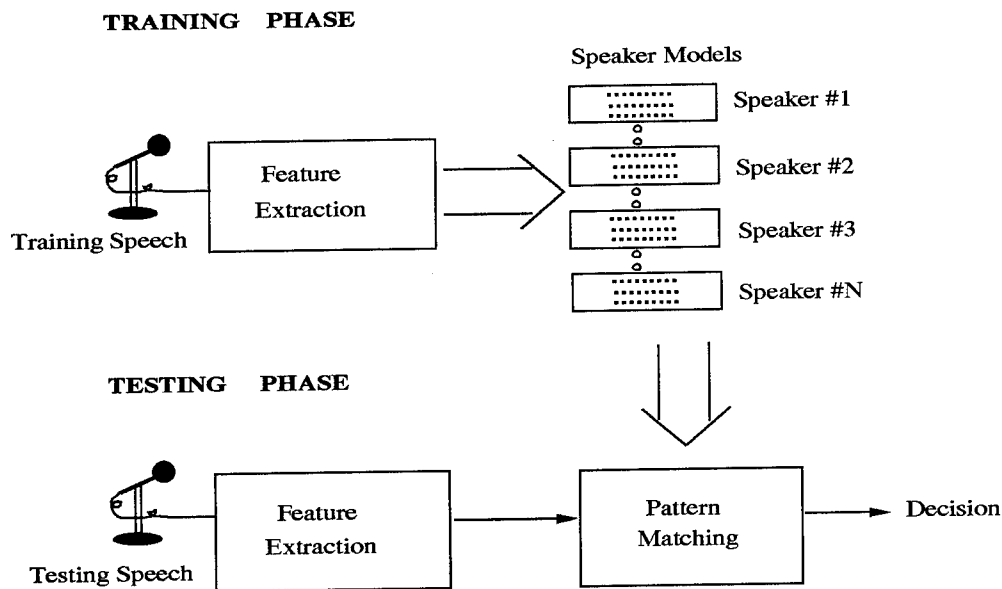 TRAINING PHASE
Speaker Models
Speaker #1
Speaker #2
Speaker #3
Speaker #N
Feature
Extraction
Training Speech
TESTING PHASE
Feature
Extraction
Pattern
Matching
Decision
Testing Speech